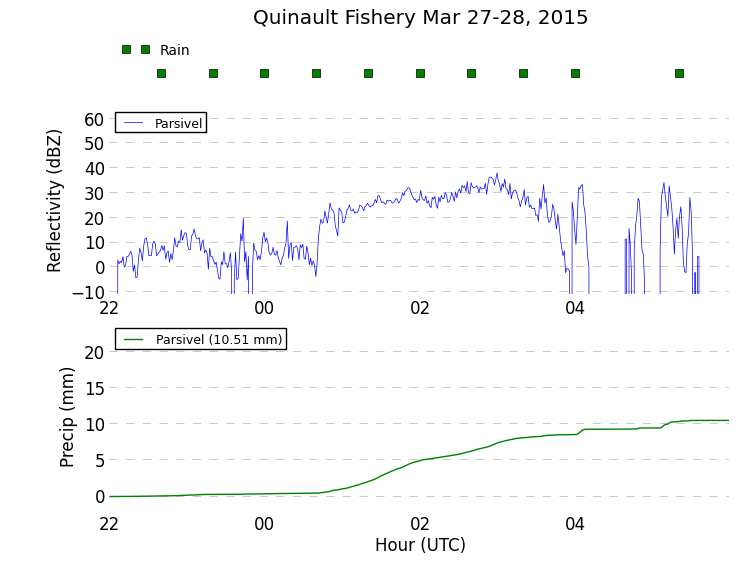 Quinault Fishery Mar 27-28, 2015
Rain
Reflectivity (dBZ)
60
50
40
30
20
10
0
−10
Parsivel
22 00 02 04
Precip (mm)
20
15
10
5
0
Parsivel (10.51 mm)
22 00 02 04
Hour (UTC)